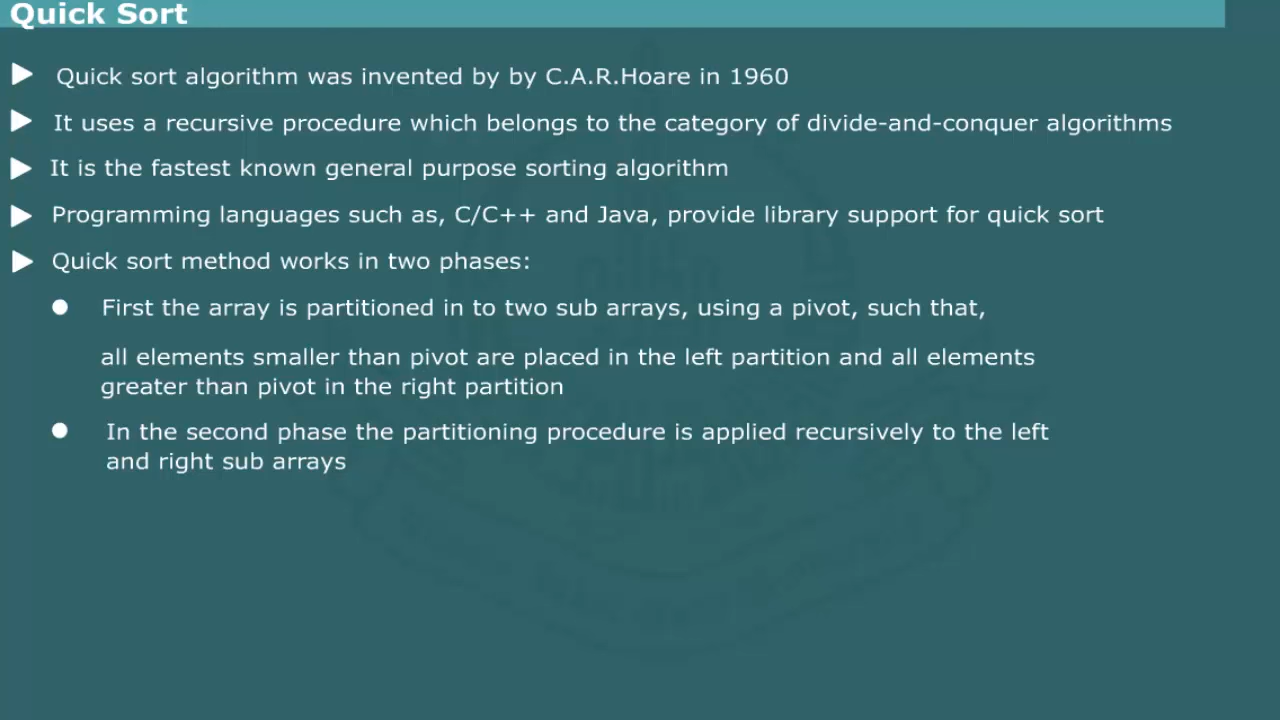 Quick Sort
Quick sort algorithm was invented by by C.A.R.Hoare in 1960
It uses a recursive procedure which belongs to the category of divide-and-conquer algorithms
It is the fastest known general purpose sorting algorithm
Programming languages such as, C/C++ and Java, provide library support for quick sort
Quick sort method works in two phases:
First the array is partitioned in to two sub arrays, using a pivot, such that,
all elements smaller than pivot are placed in the left partition and all elements
greater than pivot in the right partition
In the second phase the partitioning procedure is applied recursively to the left
and right sub arrays